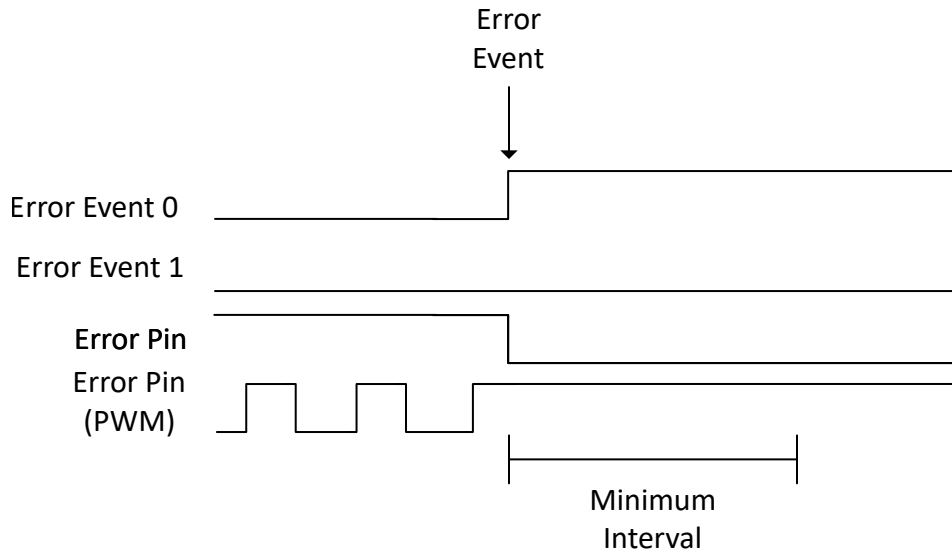 Error
Event
Error Event 0
Error Event 1
Error Pin
Error Pin
(PWM)
Minimum
Interval